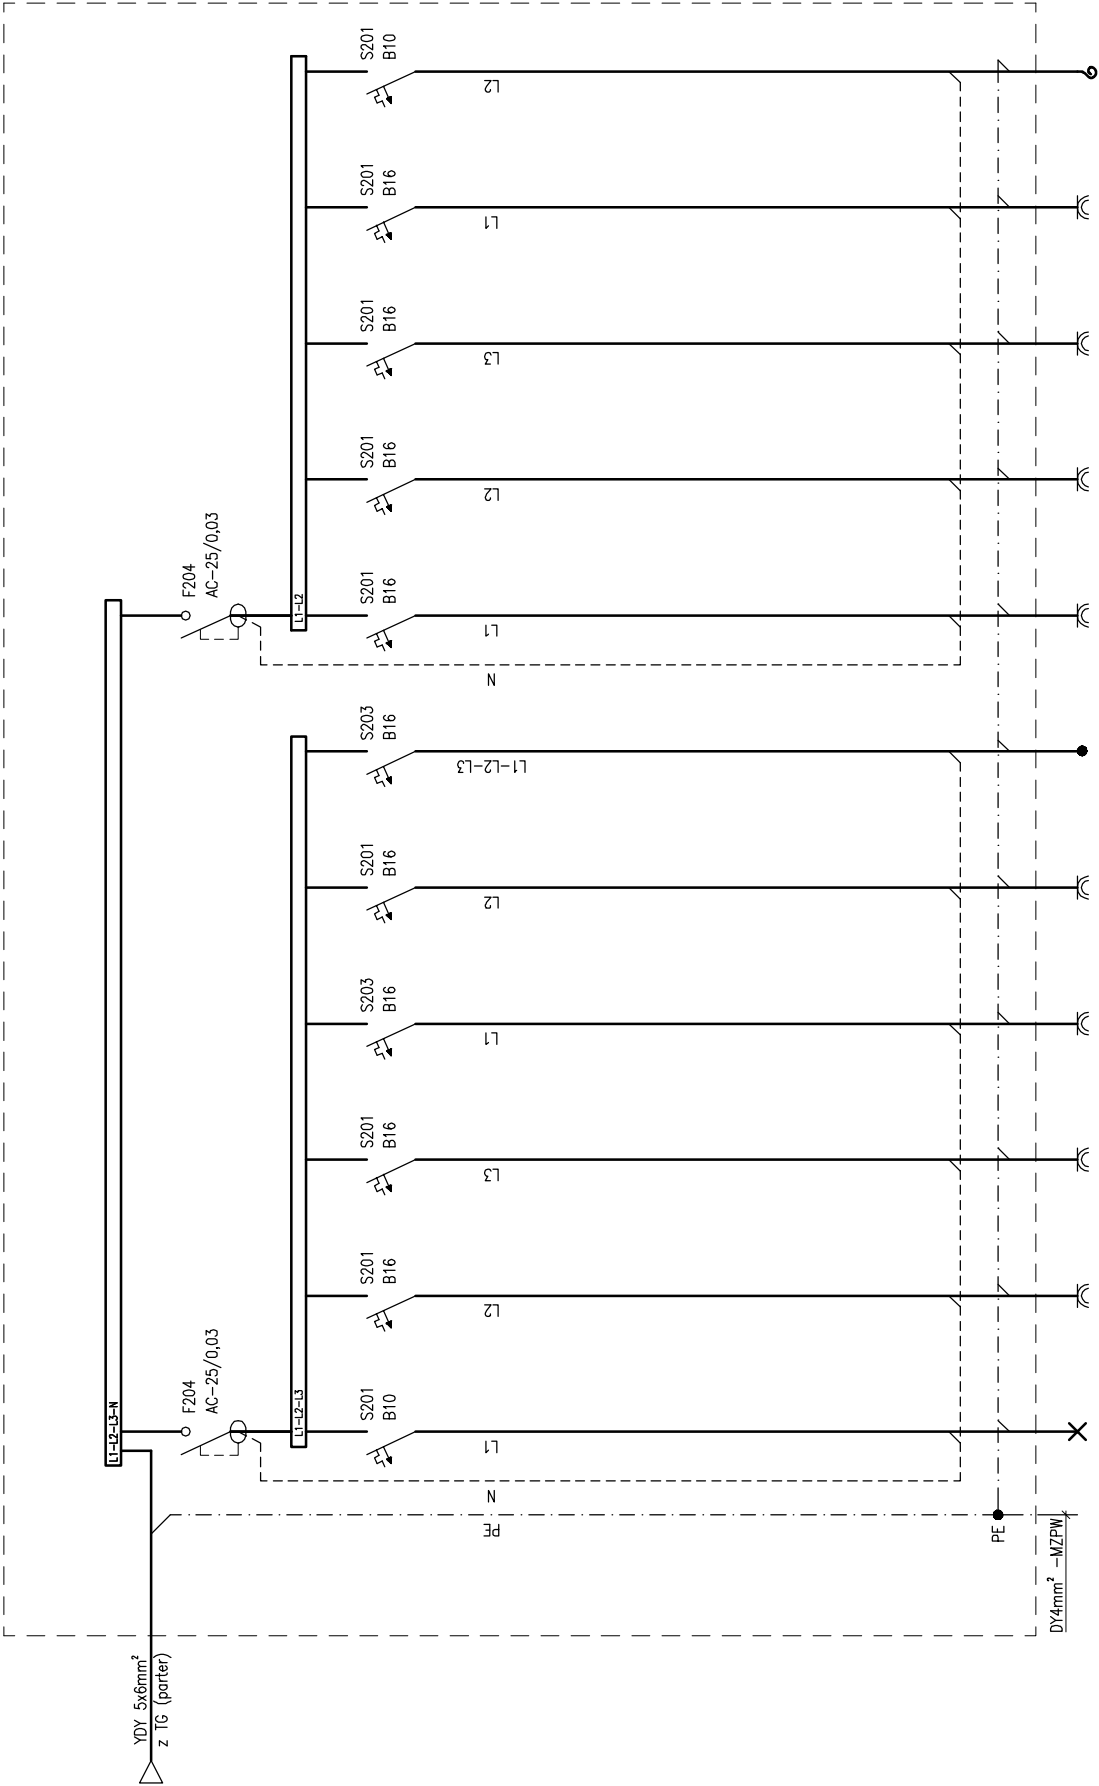 YDY 5x6mm²
z TG (parter)
L1-L2-L3-N
F204
AC-25/0,03
F204
AC-25/0,03
L1-L2-L3
L1-L2
S201
B10
L1
S201
B16
L2
S201
B16
L3
S203
B16
L1
S201
B16
L2
S203
B16
L1-L2-L3
S201
B16
L1
S201
B16
L2
S201
B16
L3
S201
B16
L1
S201
B10
L2
N
N
PE
PE
DY4mm² -MZPW